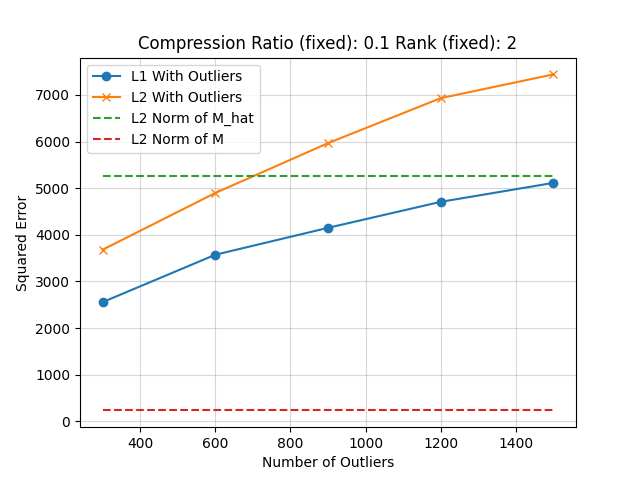 Compression Ratio (fixed): 0.1 Rank (fixed): 2
L1 With Outliers
L2 With Outliers
L2 Norm of M_hat
L2 Norm of M
Squared Error
7000
6000
5000
4000
3000
2000
1000
0
400 600 800 1000 1200 1400
Number of Outliers